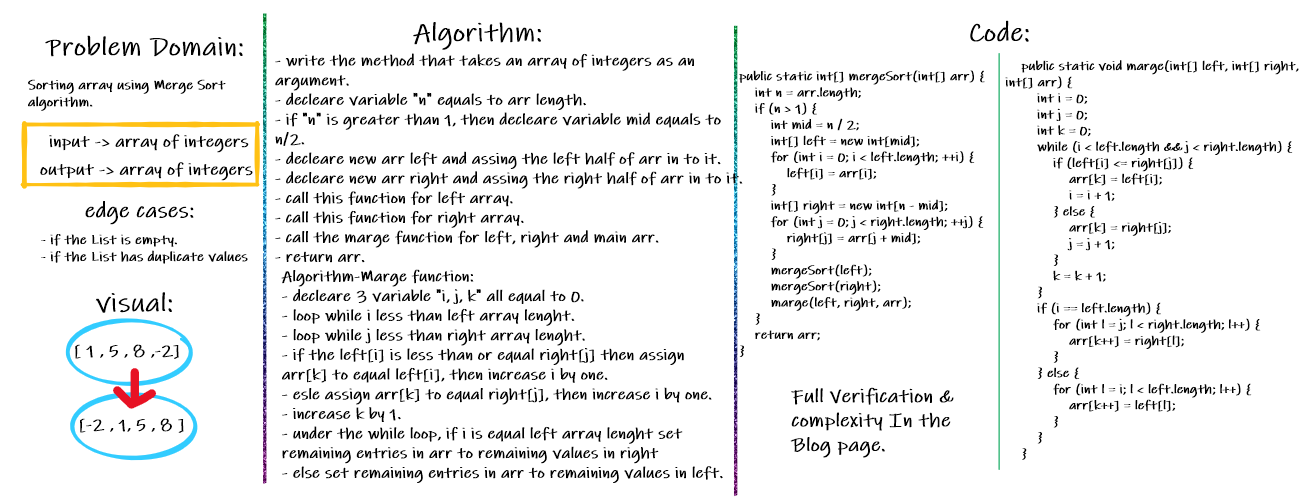 Problem Domain:
Sorting array using Merge Sort
algorithm.
input -> array of integers
output -> array of integers
edge cases:
- if the List is empty.
- if the List has duplicate values
visual:
[ 1 , 5 , 8 ,-2]
[-2 , 1, 5 , 8 ]
Algorithm:
- write the method that takes an array of integers as an
argument.
- decleare variable "n" equals to arr length.
- if "n" is greater than 1, then decleare variable mid equals to
n/2.
- decleare new arr left and assing the left half of arr in to it.
- decleare new arr right and assing the right half of arr in to it.
- call this function for left array.
- call this function for right array.
- call the marge function for left, right and main arr.
- return arr.
Algorithm-Marge function:
- decleare 3 variable "i, j, k" all equal to 0.
- loop while i less than left array lenght.
- loop while j less than right array lenght.
- if the left[i] is less than or equal right[j] then assign
arr[k] to equal left[i], then increase i by one.
- esle assign arr[k] to equal right[j], then increase i by one.
- increase k by 1.
- under the while loop, if i is equal left array lenght set
remaining entries in arr to remaining values in right
- else set remaining entries in arr to remaining values in left.
Code:
public static int[] mergeSort(int[] arr) {
int n = arr.length;
if (n > 1) {
int mid = n / 2;
int[] left = new int[mid];
for (int i = 0; i < left.length; ++i) {
left[i] = arr[i];
}
int[] right = new int[n - mid];
for (int j = 0; j < right.length; ++j) {
right[j] = arr[j + mid];
}
mergeSort(left);
mergeSort(right);
marge(left, right, arr);
}
return arr;
}
Full Verification &
complexity In the
Blog page.
public static void marge(int[] left, int[] right,
int[] arr) {
int i = 0;
int j = 0;
int k = 0;
while (i < left.length && j < right.length) {
if (left[i] <= right[j]) {
arr[k] = left[i];
i = i + 1;
} else {
arr[k] = right[j];
j = j + 1;
}
k = k + 1;
}
if (i == left.length) {
for (int l = j; l < right.length; l++) {
arr[k++] = right[l];
}
} else {
for (int l = i; l < left.length; l++) {
arr[k++] = left[l];
}
}
}